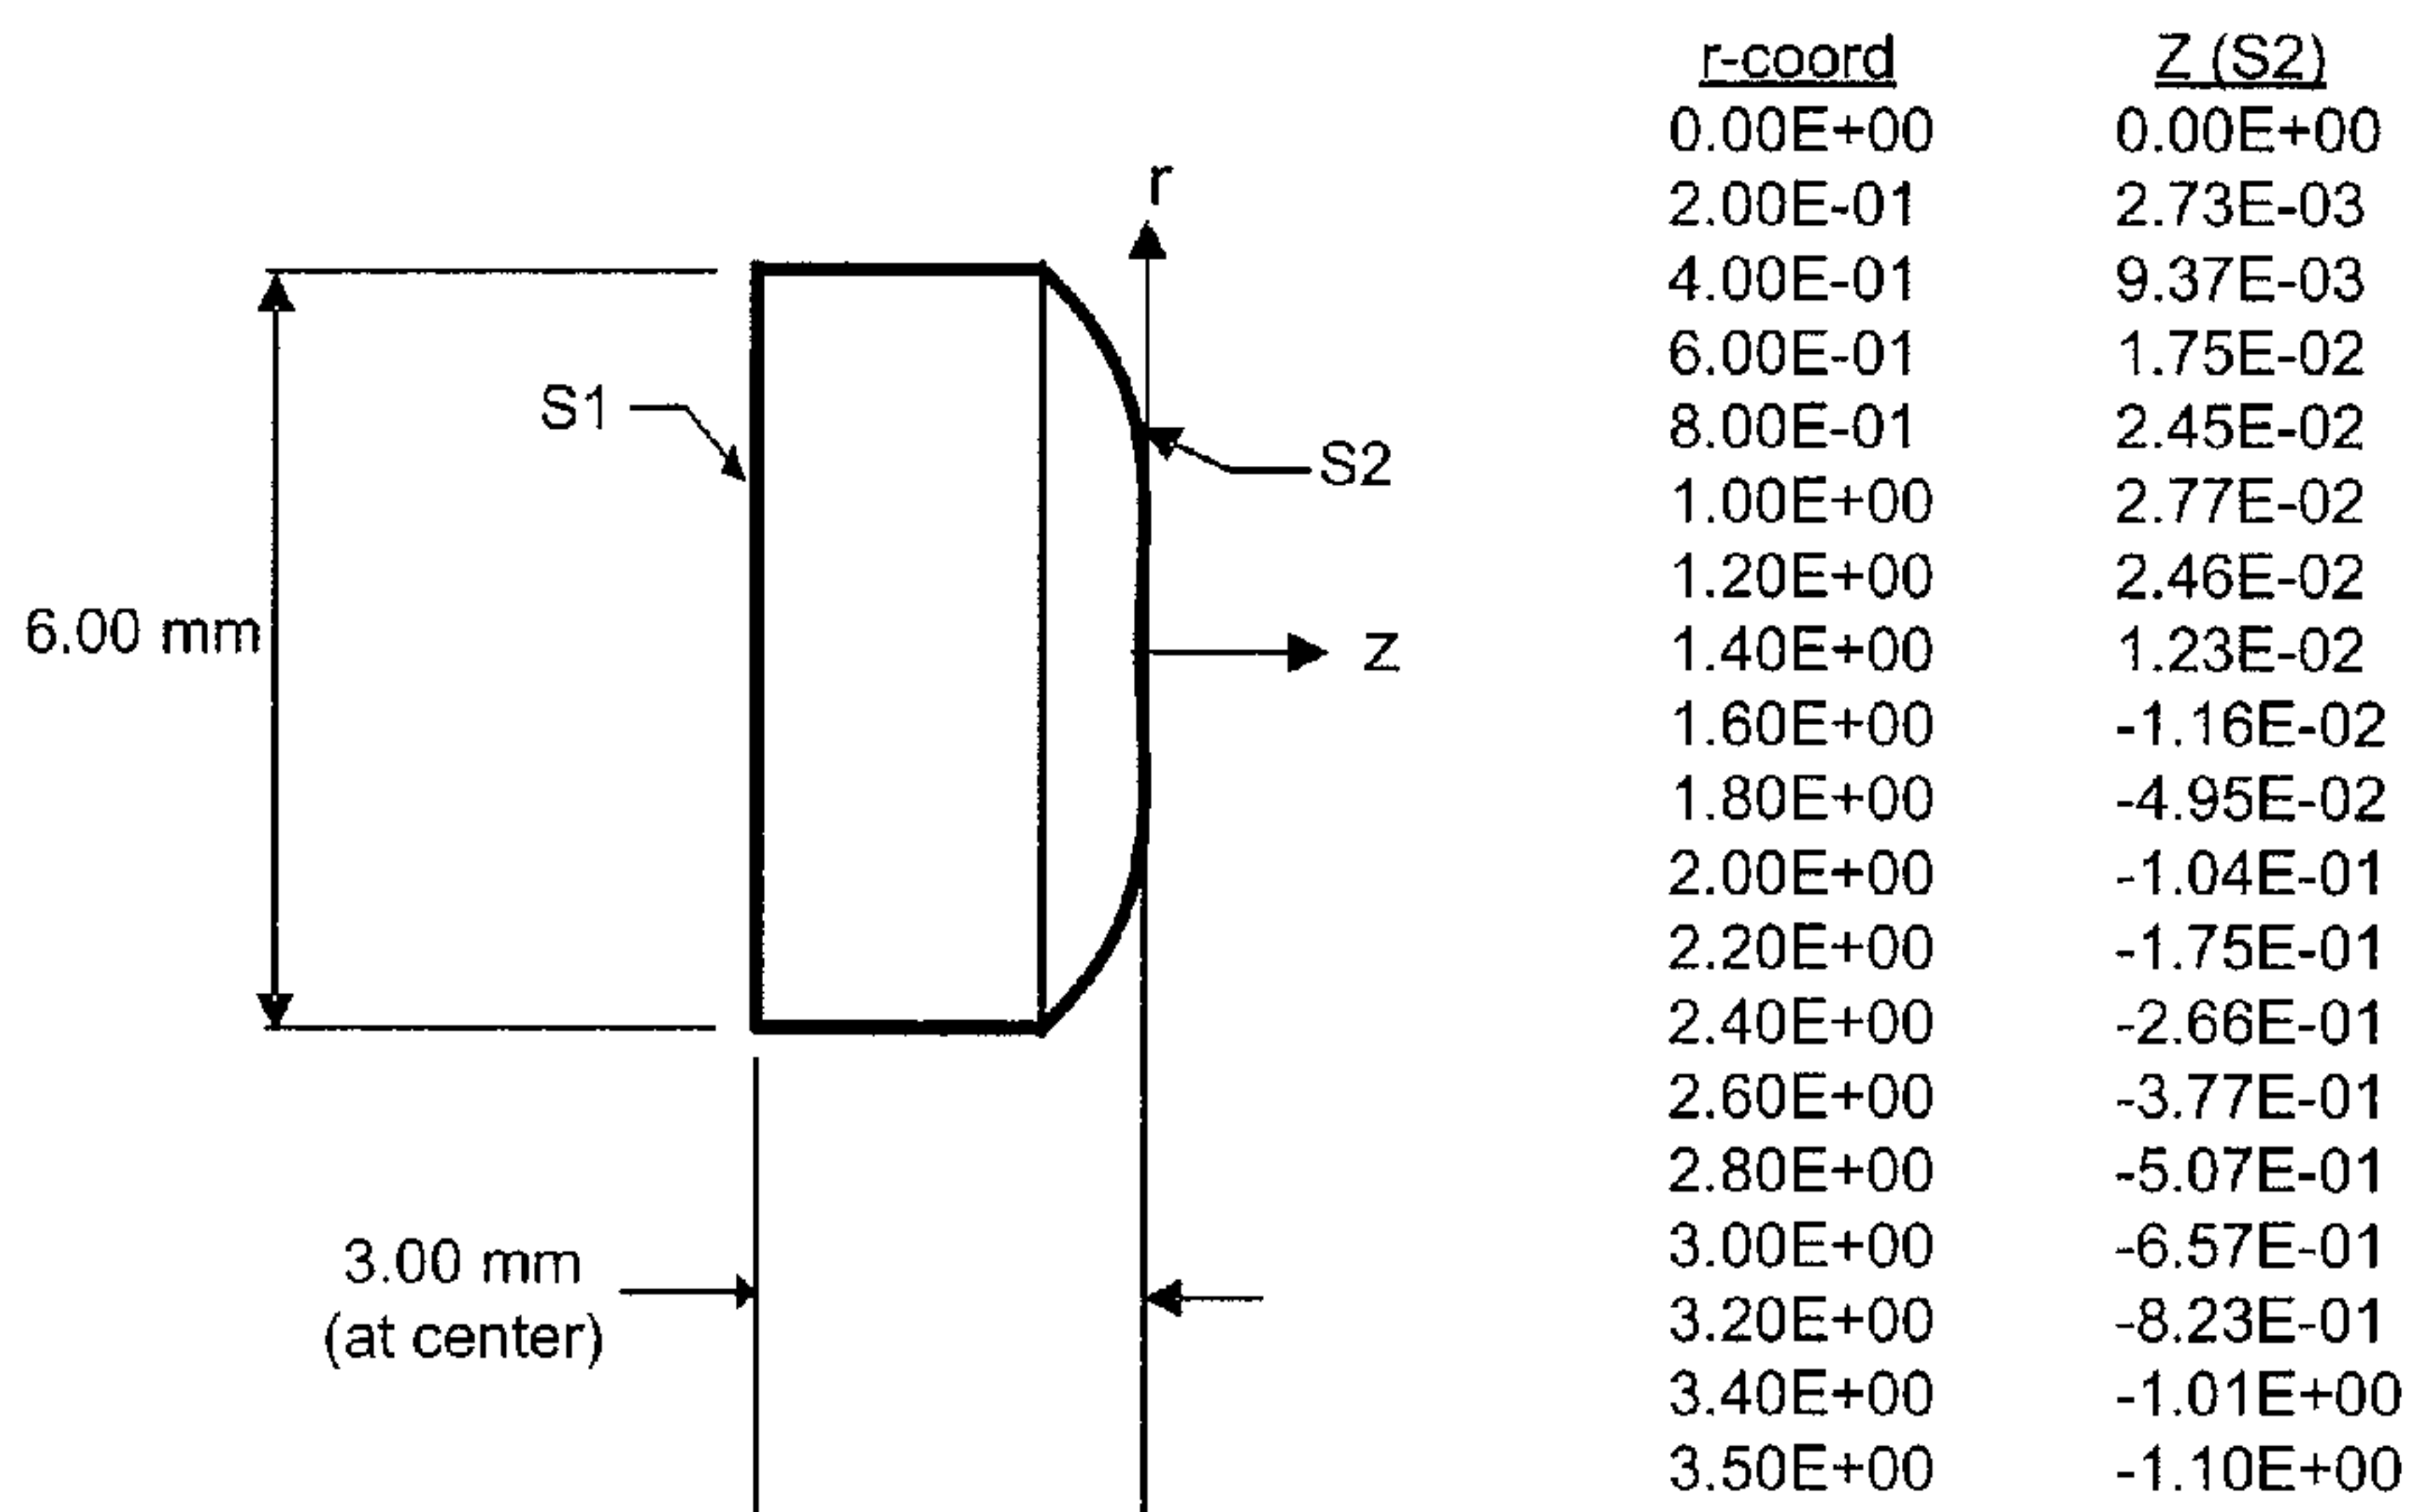 r-coord Z (S2)
0.00E+00 0.00E+00
2.00E-01 2.73E-03
4.00E-01 9.37E-03
6.00E-01 1.75E-02
8.00E-01 2.45E-02
1.00E+00 2.77E-02
1.20E+00 2.46E-02
1.40E+00 1.23E-02
1.60E+00 -1.16E-02
1.80E+00 -4.95E-02
2.00E+00 -1.04E-01
2.20E+00 -1.75E-01
2.40E+00 -2.66E-01
2.60E+00 -3.77E-01
2.80E+00 -5.07E-01
3.00E+00 -6.57E-01
3.20E+00 -8.23E-01
3.40E+00 -1.01E+00
3.50E+00 -1.10E+00
r
S1
S2
6.00 mm
z
3.00 mm
(at center)